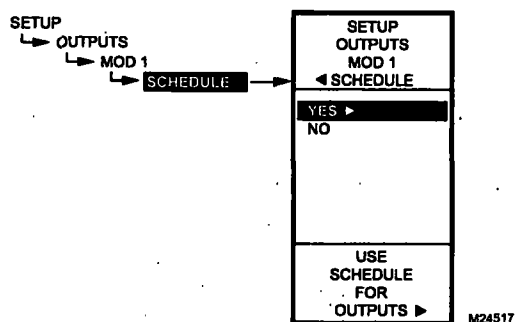 SETUP
OUTPUTS
MOD 1
SCHEDULE
SETUP
OUTPUTS
MOD 1
◄ SCHEDULE
YES ►
NO
USE
SCHEDULE
FOR
OUTPUTS ►
M24517